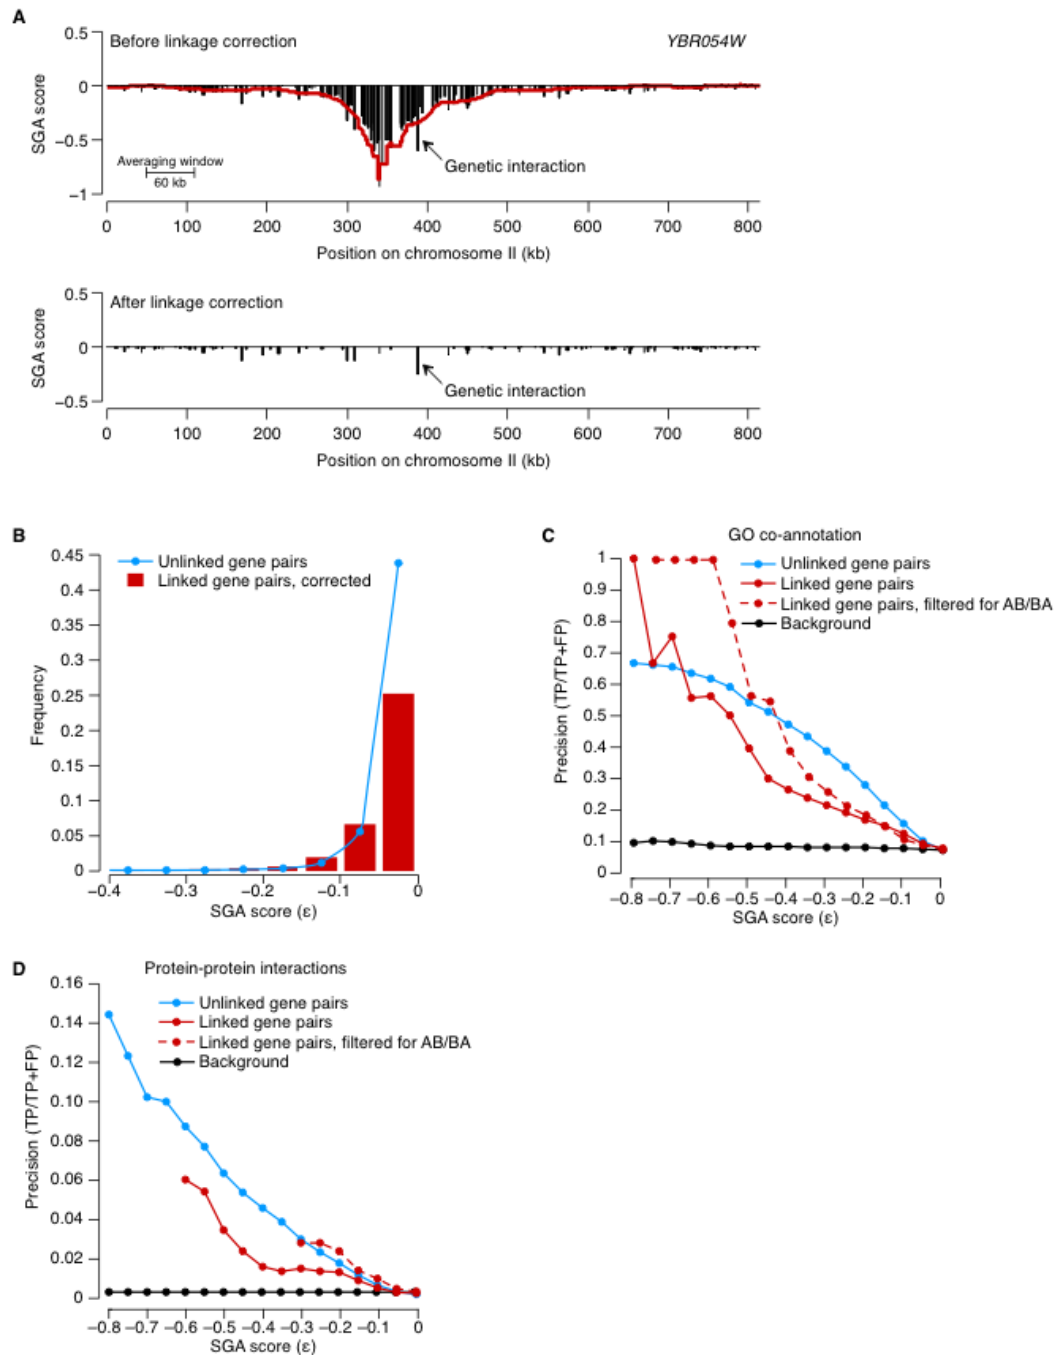 A
0.5
Before linkage correction
YBR054W
0
SGA score
−0.5
Averaging window
60 kb
Genetic interaction
−1
0 100 200 300 400 500 600 700 800
Position on chromosome II (kb)
0.5
After linkage correction
SGA score
0
Genetic interaction
−0.5
0 100 200 300 400 500 600 700 800
Position on chromosome II (kb)
B
0.45
Unlinked gene pairs
Linked gene pairs, corrected
0.4
0.35
0.3
Frequency
0.25
0.2
0.15
0.1
0.05
0
−0.4 −0.3 −0.2 −0.1 0
SGA score (ε)
C
GO co-annotation
1
Unlinked gene pairs
Linked gene pairs
Linked gene pairs, filtered for AB/BA
Background
0.9
0.8
0.7
0.6
Precision (TP/TP+FP)
0.5
0.4
0.3
0.2
0.1
0
−0.8 −0.7 −0.6 −0.5 −0.4 −0.3 −0.2 −0.1 0
SGA score (ε)
D
Protein-protein interactions
0.16
Unlinked gene pairs
Linked gene pairs
Linked gene pairs, filtered for AB/BA
Background
0.14
0.12
0.10
Precision (TP/TP+FP)
0.08
0.06
0.04
0.02
0
−0.8 −0.7 −0.6 −0.5 −0.4 −0.3 −0.2 −0.1 0
SGA score (ε)